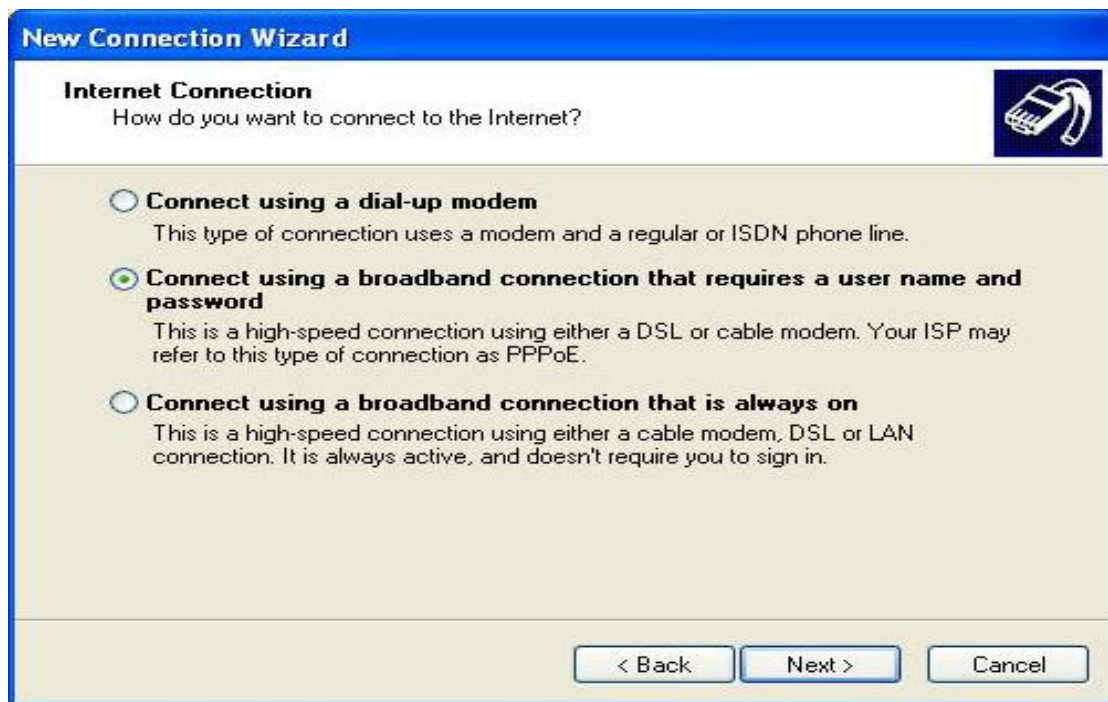 New Connection Wizard
Internet Connection
How do you want to connect to the Internet?
Connect using a dial-up modem
This type of connection uses a modem and a regular or ISDN phone line.
Connect using a broadband connection that requires a user name and
password
This is a high-speed connection using either a DSL or cable modem. Your ISP may
refer to this type of connection as PPPoE.
Connect using a broadband connection that is always on
This is a high-speed connection using either a cable modem, DSL or LAN
connection. It is always active, and doesn't require you to sign in.
< Back Next > Cancel